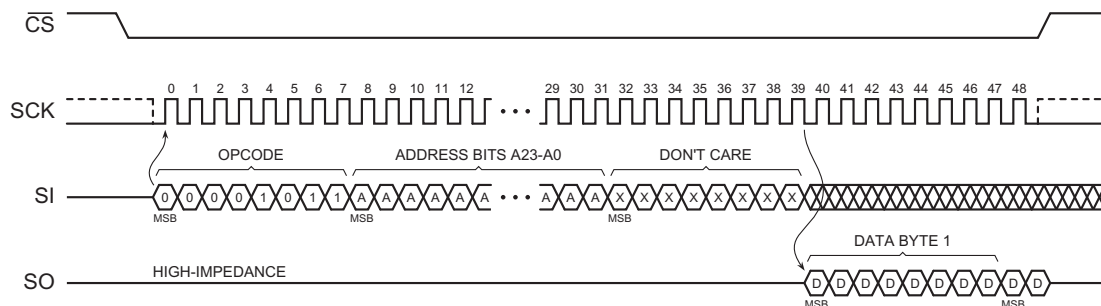 CS
0 1 2 3 4 5 6 7 8 9 10 11 12 29 30 31 32 33 34 35 36 37 38 39 40 41 42 43 44 45 46 47 48
SCK
OPCODE ADDRESS BITS A23-A0 DON'T CARE
SI 0 0 0 0 1 0 1 1 A A A A A A A A A X X X X X X X X
MSB MSB MSB
DATA BYTE 1
SO HIGH-IMPEDANCE D D D D D D D D D D
MSB MSB